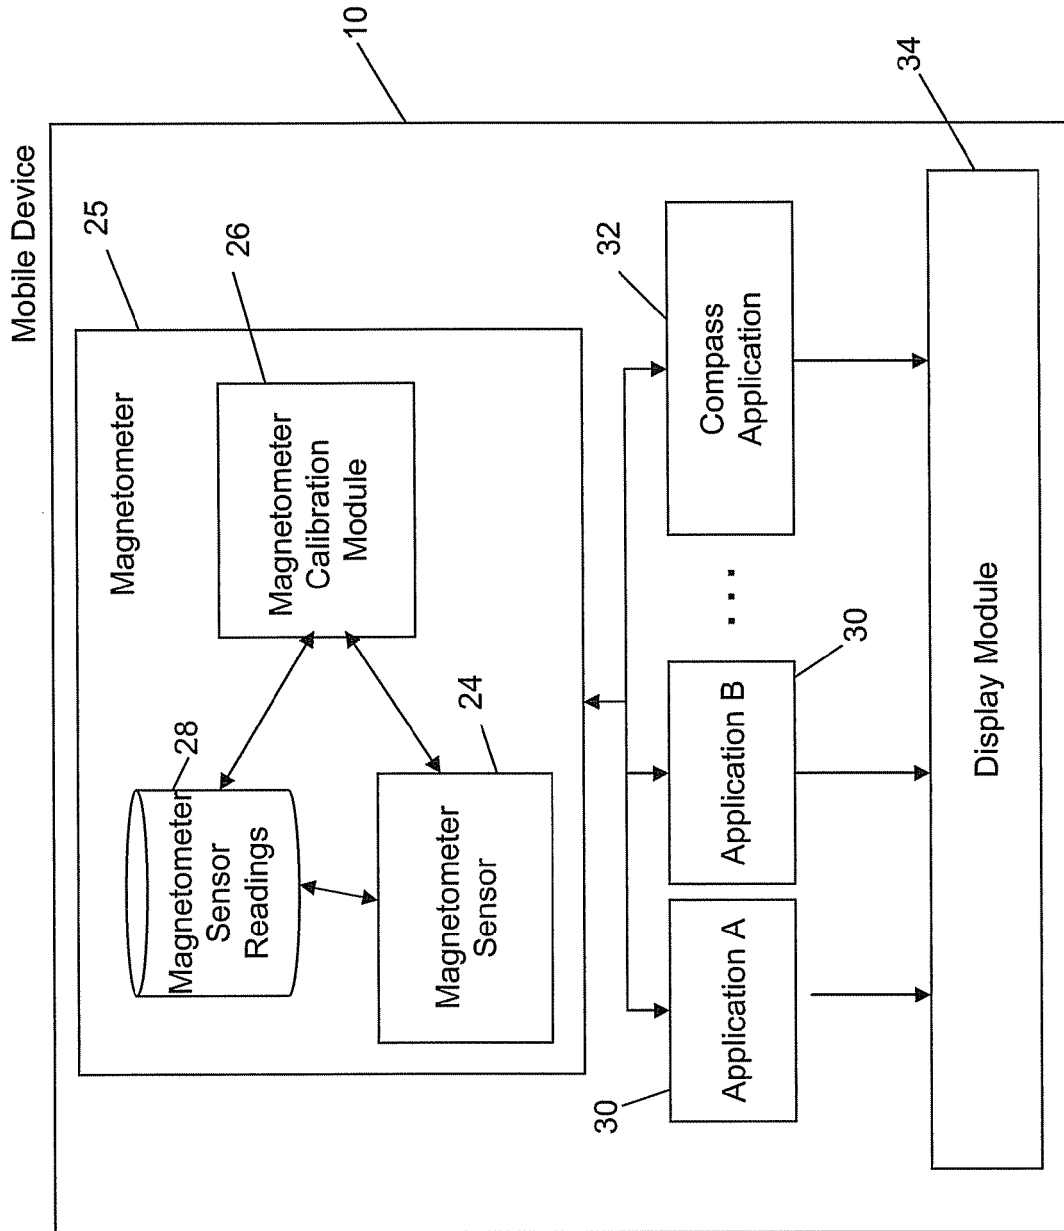 Mobile Device
10
25
Magnetometer
28
Magnetometer
Sensor
Readings
26
Magnetometer
Calibration
Module
24
Magnetometer
Sensor
30
Application A
30
Application B
. . .
32
Compass
Application
34
Display Module